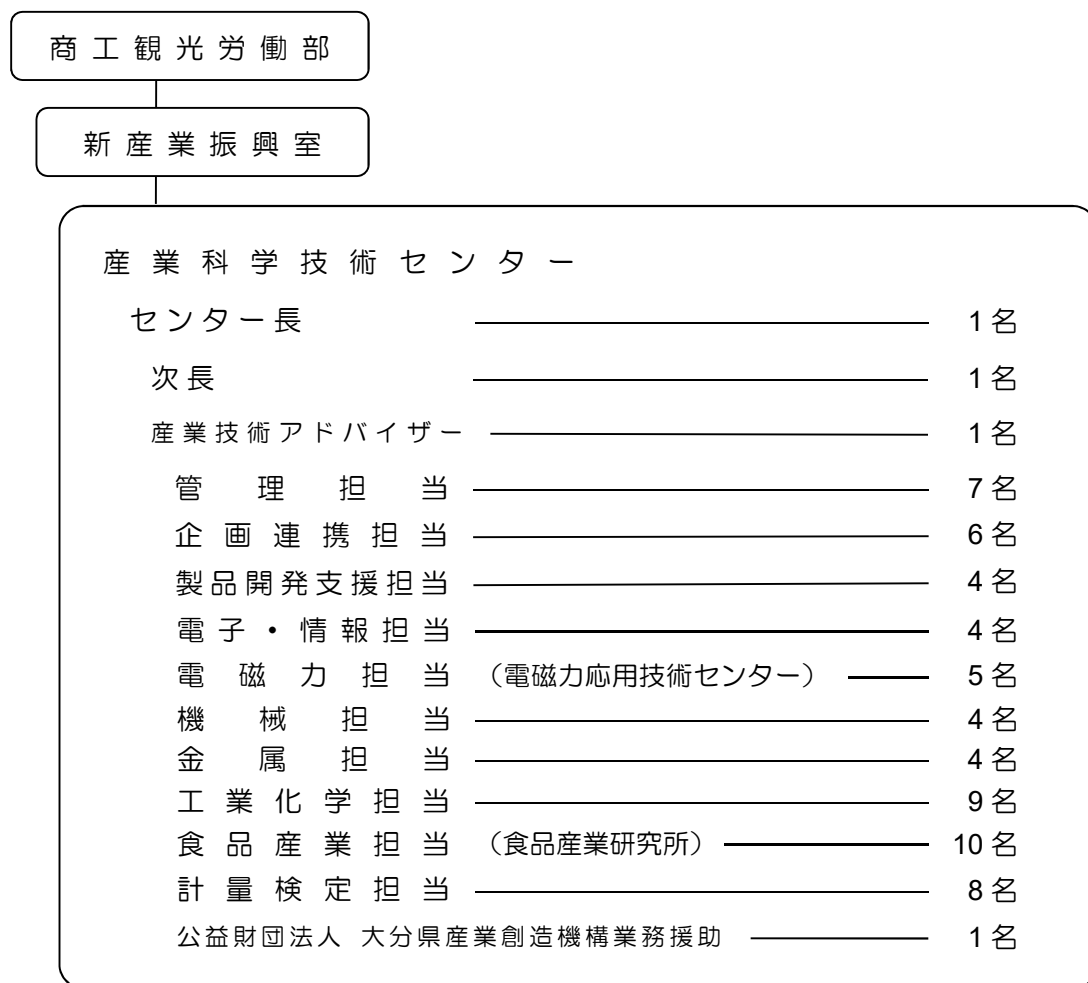 商工観光労働部
新産業振興室
産業科学技術センター
センター長 1名
次長 1名
産業技術アドバイザー 1名
管理担当 7名
企画連携担当 6名
製品開発支援担当 4名
電子・情報担当 4名
電磁力担当 （電磁力応用技術センター） 5名
機械担当 4名
金属担当 4名
工業化学担当 9名
食品産業担当 （食品産業研究所） 10名
計量検定担当 8名
公益財団法人 大分県産業創造機構業務援助 1名